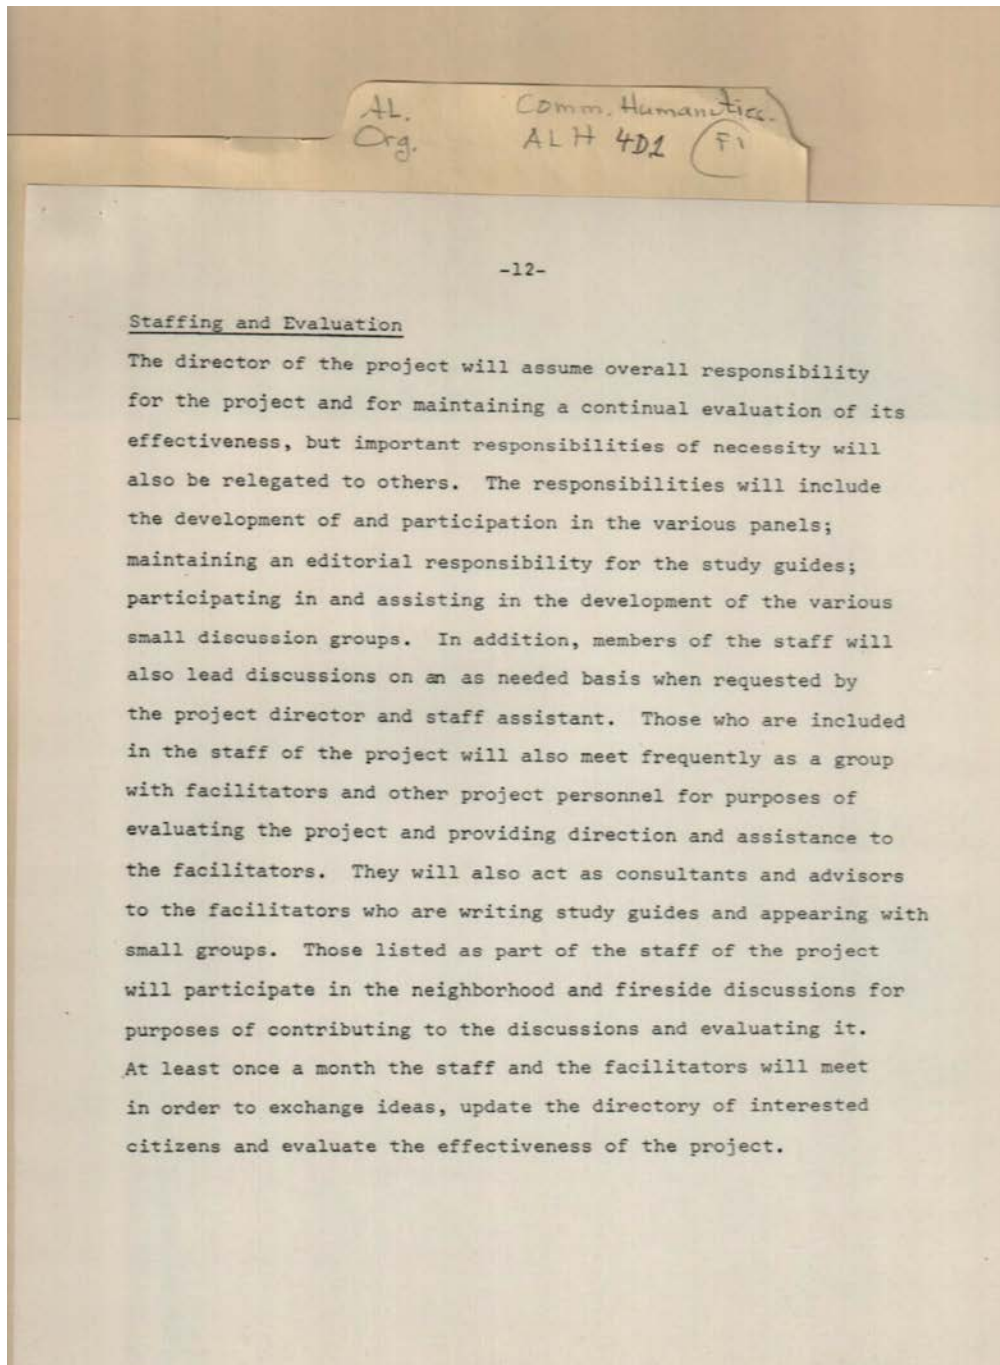 AL. Comm. Humanities.
Org. ALH 4D1 F1
-12-
Staffing and Evaluation
The director of the project will assume overall responsibility
for the project and for maintaining a continual evaluation of its
effectiveness, but important responsibilities of necessity will
also be relegated to others. The responsibilities will include
the development of and participation in the various panels;
maintaining an editorial responsibility for the study guides;
participating in and assisting in the development of the various
small discussion groups. In addition, members of the staff will
also lead discussions on an as needed basis when requested by
the project director and staff assistant. Those who are included
in the staff of the project will also meet frequently as a group
with facilitators and other project personnel for purposes of
evaluating the project and providing direction and assistance to
the facilitators. They will also act as consultants and advisors
to the facilitators who are writing study guides and appearing with
small groups. Those listed as part of the staff of the project
will participate in the neighborhood and fireside discussions for
purposes of contributing to the discussions and evaluating it.
At least once a month the staff and the facilitators will meet
in order to exchange ideas, update the directory of interested
citizens and evaluate the effectiveness of the project.